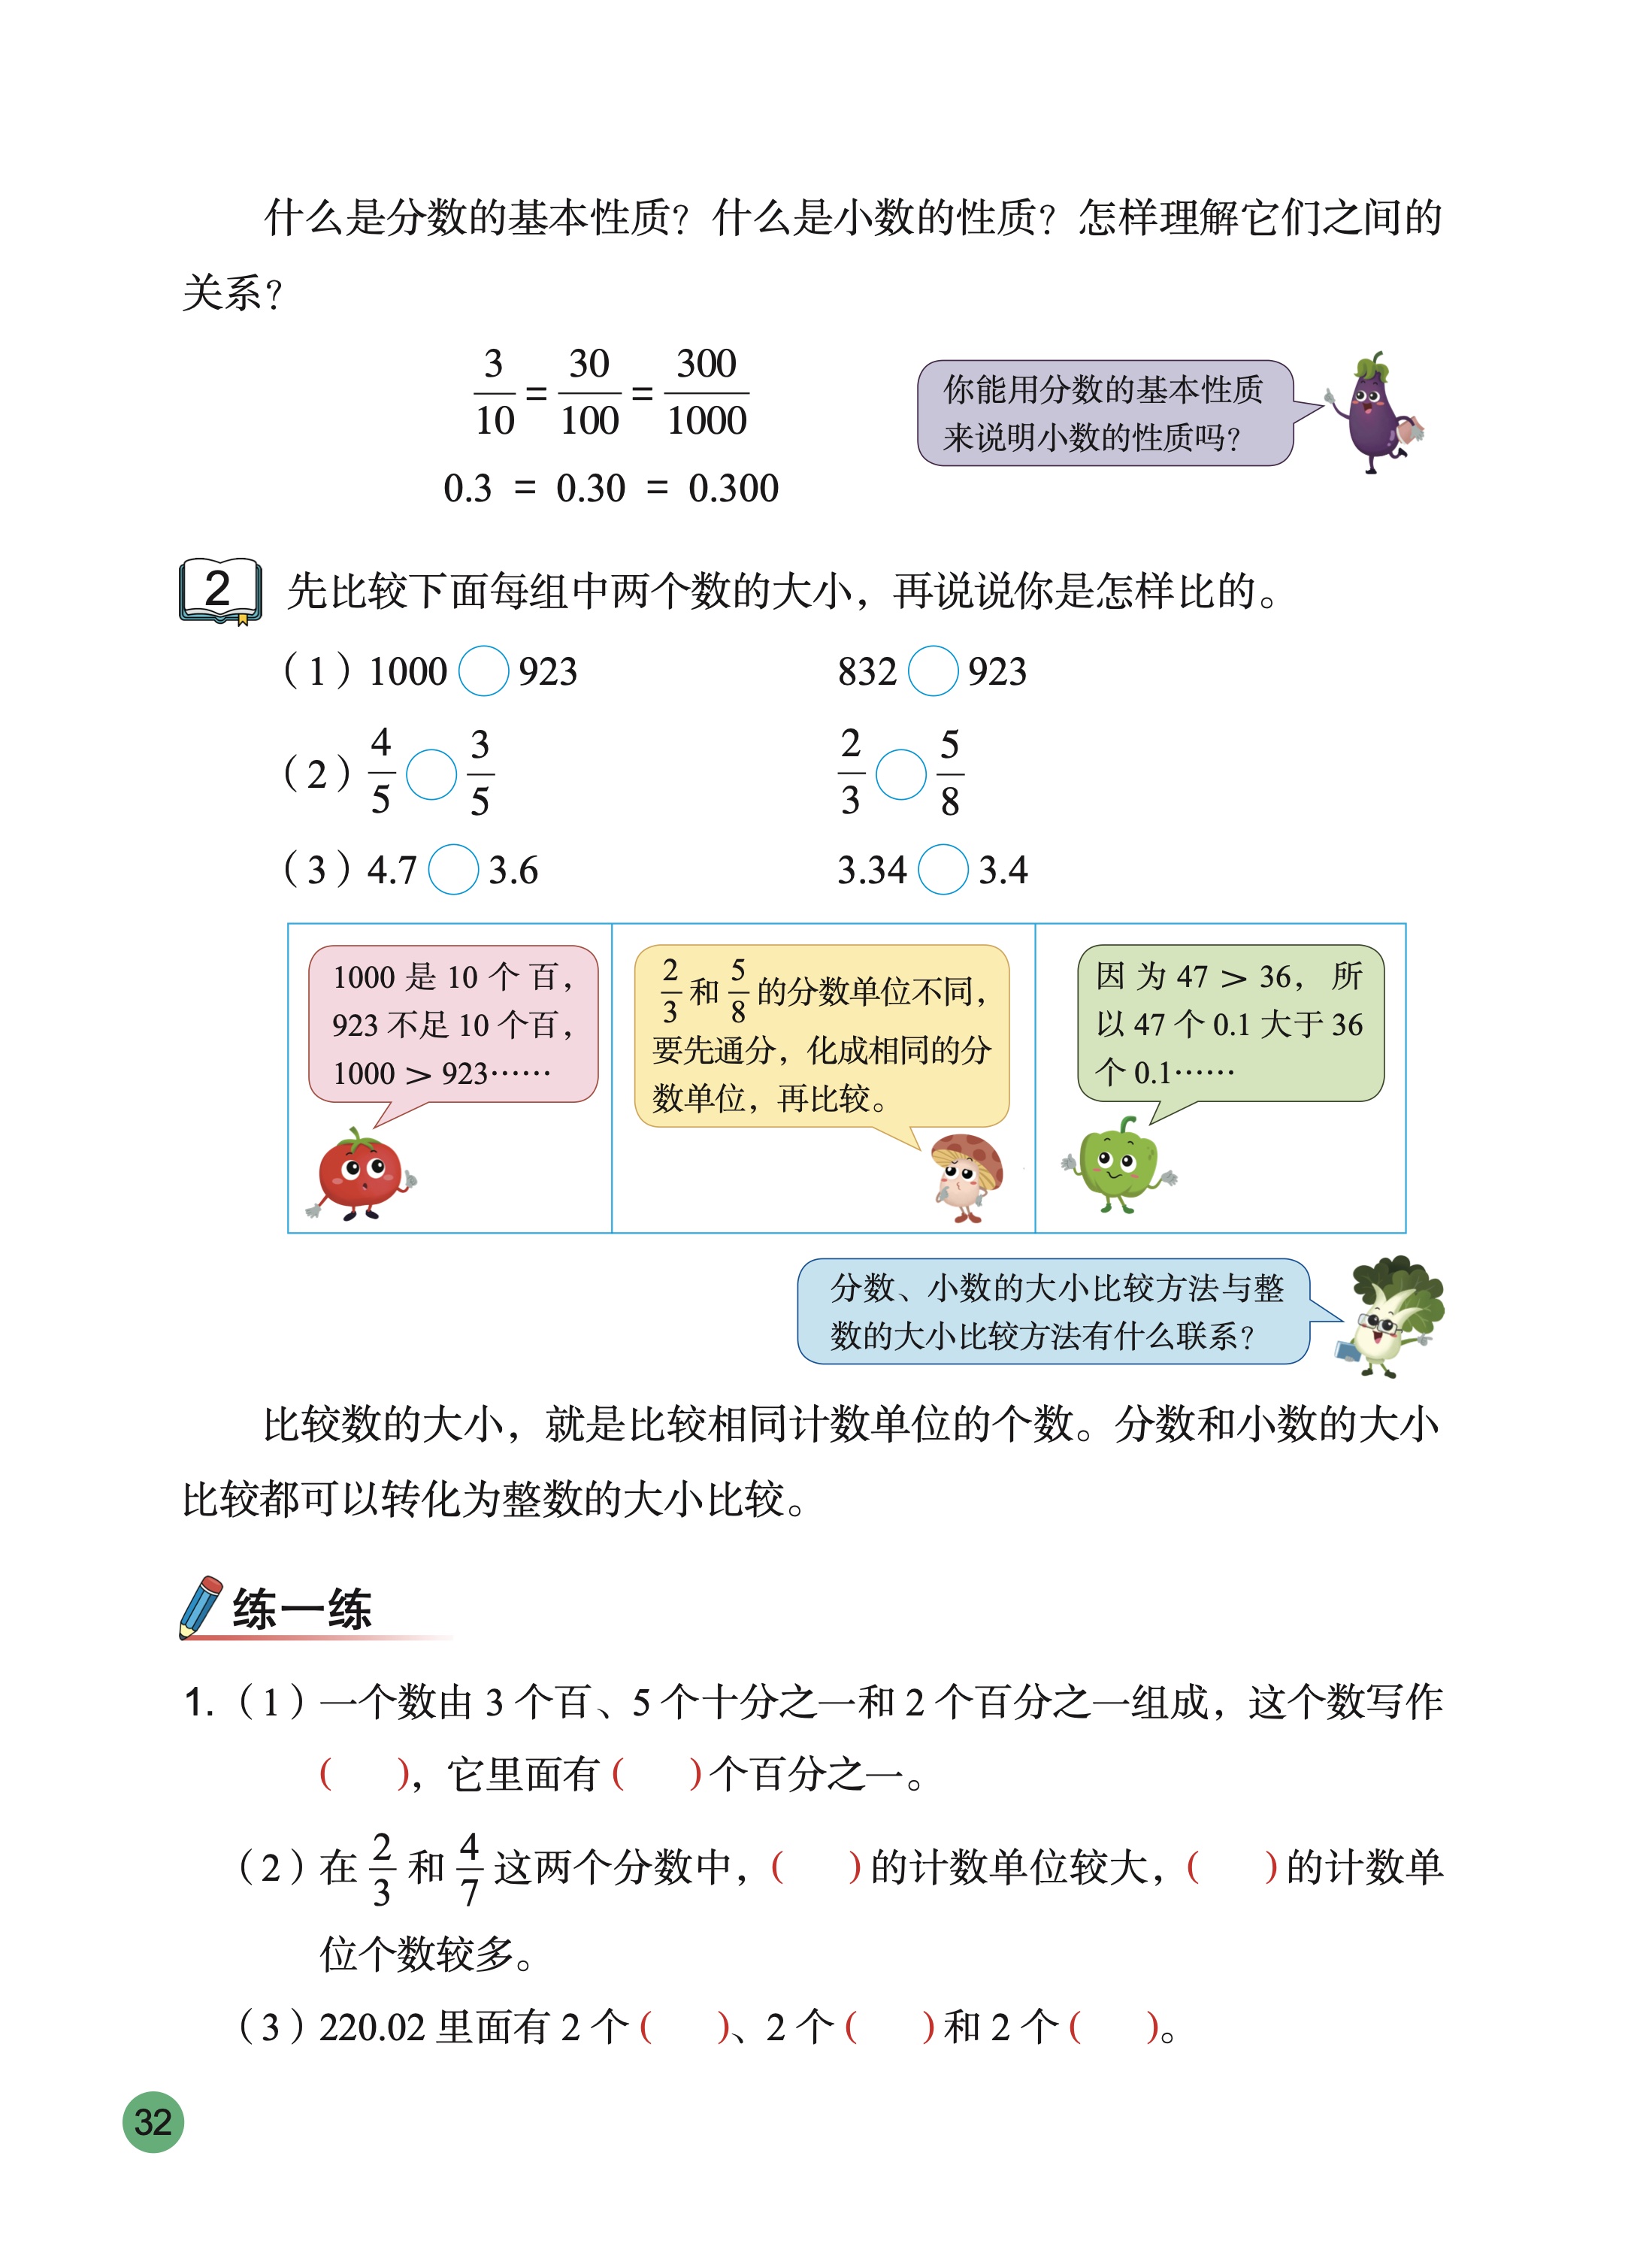 什么是分数的基本性质？什么是小数的性质？怎样理解它们之间的
关系？
3/10 = 30/100 = 300/1000
0.3 = 0.30 = 0.300
你能用分数的基本性质
来说明小数的性质吗？
2 先比较下面每组中两个数的大小，再说说你是怎样比的。
（1）1000 ○ 923 832 ○ 923
（2）4/5 ○ 3/5 2/3 ○ 5/8
（3）4.7 ○ 3.6 3.34 ○ 3.4
1000 是 10 个 百，
923 不足 10 个百，
1000 > 923……
2/3 和 5/8 的分数单位不同，
要先通分，化成相同的分
数单位，再比较。
因为 47 > 36，所
以 47 个 0.1 大于 36
个 0.1……
分数、小数的大小比较方法与整
数的大小比较方法有什么联系？
比较数的大小，就是比较相同计数单位的个数。分数和小数的大小
比较都可以转化为整数的大小比较。
练一练
1.（1）一个数由 3 个百、5 个十分之一和 2 个百分之一组成，这个数写作
（ ），它里面有（ ）个百分之一。
（2）在 2/3 和 4/7 这两个分数中，（ ）的计数单位较大，（ ）的计数单
位个数较多。
（3）220.02 里面有 2 个（ ）、2 个（ ）和 2 个（ ）。
32